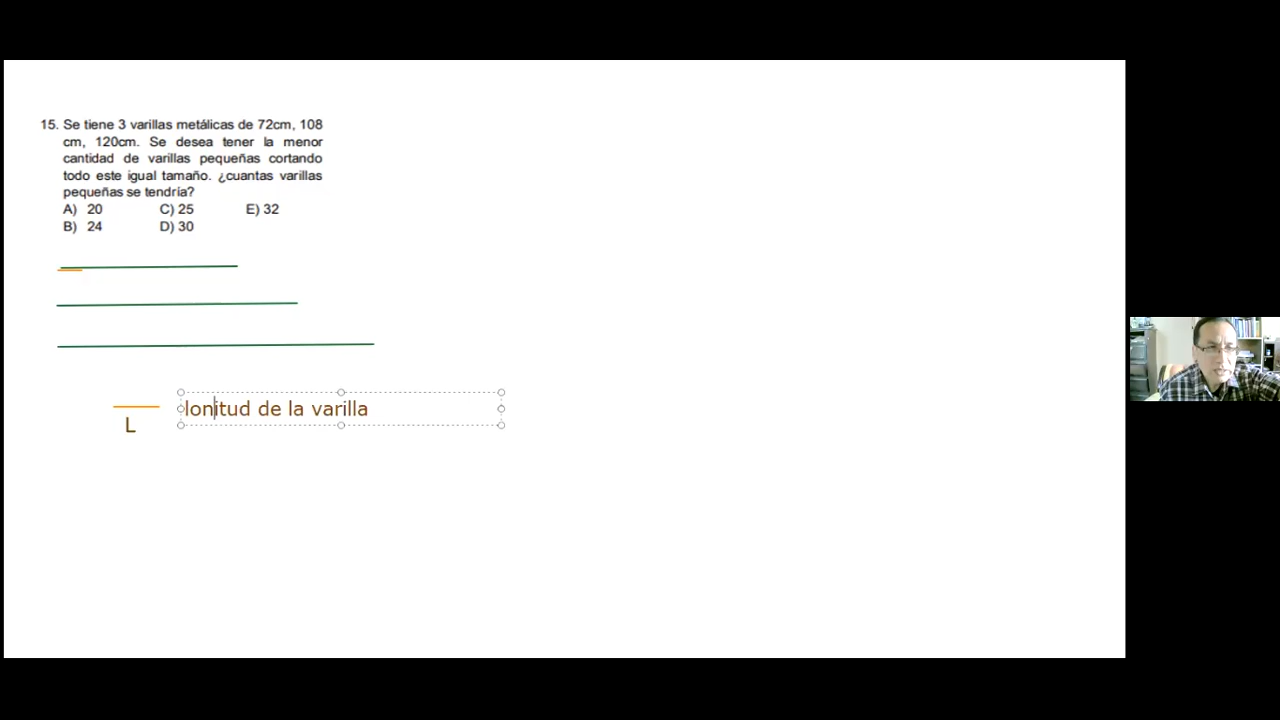 15. Se tiene 3 varillas metálicas de 72cm, 108
cm, 120cm. Se desea tener la menor
cantidad de varillas pequeñas cortando
todo este igual tamaño. ¿cuantas varillas
pequeñas se tendría?
A) 20 C) 25 E) 32
B) 24 D) 30
lonitud de la varilla
L